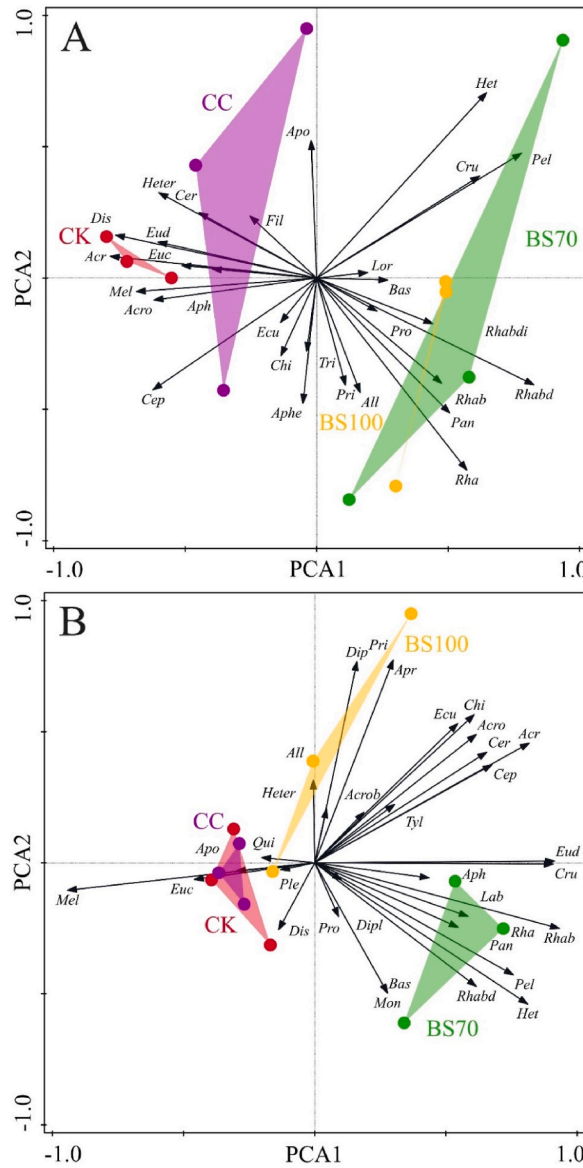 1.0
A
CC
Het
Apo
Cru
Pel
Heter
Cer
Fil
BS70
Dis
Eud
CK
Acr
Euc
PCA2
Lor
Mel
Bas
Acro
Aph
Pro
Ecu
Rhabdi
Chi
Tri
Cep
Pri
All
Rhab
Rhabd
Aphe
BS100
Pan
Rha
-1.0
-1.0
PCA1
1.0
1.0
B
Dip
Pri
BS100
Apr
Chi
Ecu
Acro
Acr
All
Cer
Heter
Acrob
Cep
CC
Tyl
Apo
Qui
PCA2
Eud
Cru
Mel
Euc
Ple
Aph
Lab
CK
Dis
Pro
Dipl
Rha
Rhab
Pan
Bas
Pel
Mon
Rhabd
Het
BS70
-1.0
-1.0
PCA1
1.0